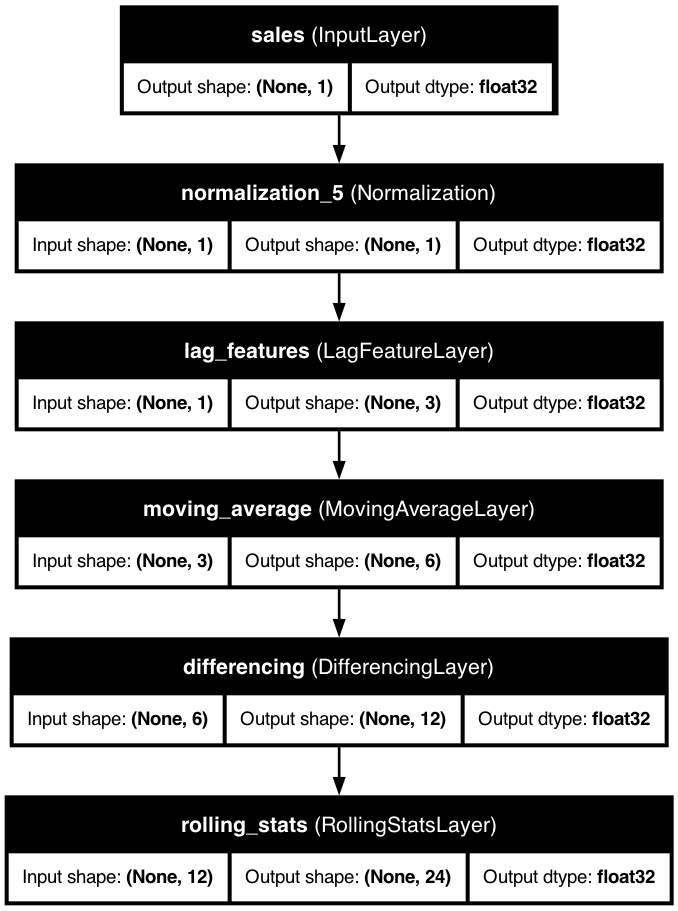 sales (InputLayer)
Output shape: (None, 1) Output dtype: float32
normalization_5 (Normalization)
Input shape: (None, 1) Output shape: (None, 1) Output dtype: float32
lag_features (LagFeatureLayer)
Input shape: (None, 1) Output shape: (None, 3) Output dtype: float32
moving_average (MovingAverageLayer)
Input shape: (None, 3) Output shape: (None, 6) Output dtype: float32
differencing (DifferencingLayer)
Input shape: (None, 6) Output shape: (None, 12) Output dtype: float32
rolling_stats (RollingStatsLayer)
Input shape: (None, 12) Output shape: (None, 24) Output dtype: float32